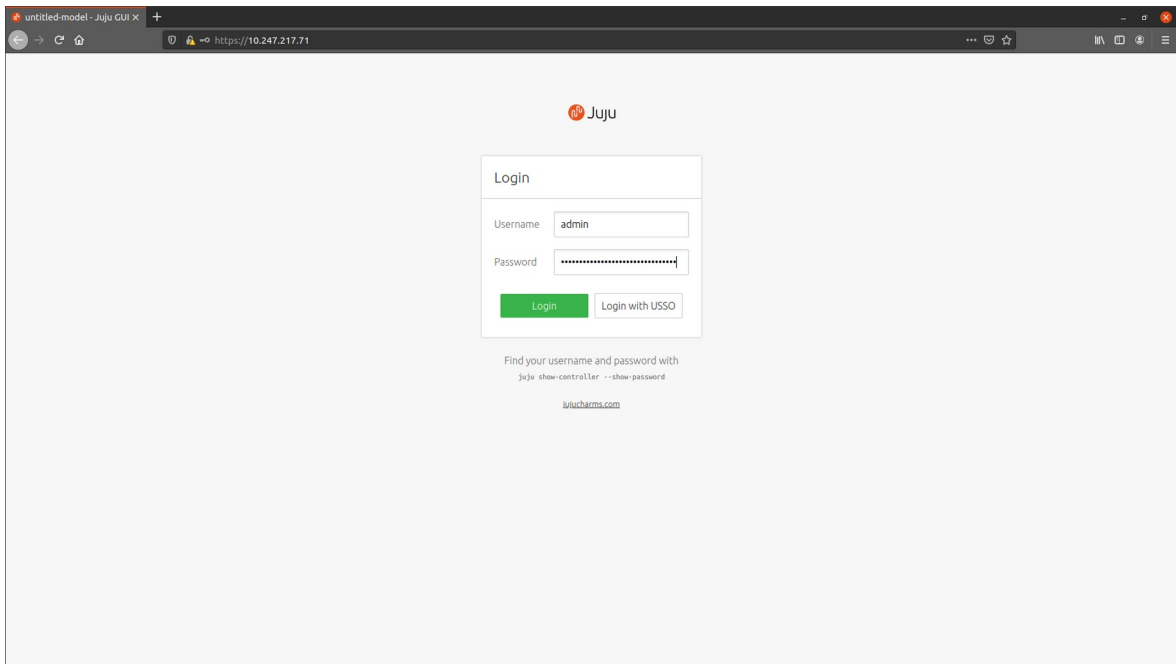 untitled-model - Juju GUI
https://10.247.217.71
Juju
Login
Username admin
Password ••••••••••••••••••••••••••••••••
Login Login with USSO
Find your username and password with
juju show-controller --show-password
jujucharms.com